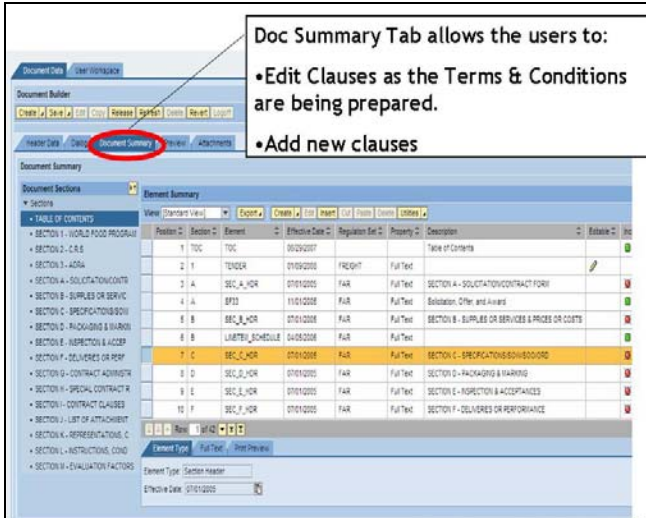 Doc Summary Tab allows the users to:
•Edit Clauses as the Terms & Conditions
are being prepared.
•Add new clauses
Document Data User Workspace
Document Builder
Create Save Edit Copy Release Refresh Delete Revert Logoff
Header Data Dialog Document Summary Preview Attachments
Document Summary
Document Sections
Sections
TABLE OF CONTENTS
SECTION 1 - WORLD FOOD PROGRAM
SECTION 2 - C.R.S
SECTION 3 - ADRA
SECTION A - SOLICITATION/CONTR
SECTION B - SUPPLIES OR SERVIC
SECTION C - SPECIFICATIONS/SOW
SECTION D - PACKAGING & MARKIN
SECTION E - INSPECTION & ACCEP
SECTION F - DELIVERIES OR PERF
SECTION G - CONTRACT ADMINISTR
SECTION H - SPECIAL CONTRACT R
SECTION I - CONTRACT CLAUSES
SECTION J - LIST OF ATTACHMENT
SECTION K - REPRESENTATIONS, C
SECTION L - INSTRUCTIONS, COND
SECTION M - EVALUATION FACTORS
Element Summary
View [Standard View] Export Create Edit Insert Cut Paste Delete Utilities
Position Section Element Effective Date Regulation Set Property Description Editable Inc
1 TOC TOC 06/29/2007 Table of Contents
2 1 TENDER 01/09/2008 FREIGHT Full Text
3 A SEC_A_HDR 07/01/2005 FAR Full Text SECTION A - SOLICITATION/CONTRACT FORM
4 A SF33 11/01/2005 FAR Full Text Solicitation, Offer, and Award
5 B SEC_B_HDR 07/01/2005 FAR Full Text SECTION B - SUPPLIES OR SERVICES & PRICES OR COSTS
6 B LINEITEM_SCHEDULE 04/05/2006 FAR Full Text
7 C SEC_C_HDR 07/01/2005 FAR Full Text SECTION C - SPECIFICATIONS/SOW/SOO/ORD
8 D SEC_D_HDR 07/01/2005 FAR Full Text SECTION D - PACKAGING & MARKING
9 E SEC_E_HDR 07/01/2005 FAR Full Text SECTION E - INSPECTION & ACCEPTANCES
10 F SEC_F_HDR 07/01/2005 FAR Full Text SECTION F - DELIVERIES OR PERFORMANCE
Row 1 of 42
Element Type Full Text Print Preview
Element Type: Section Header
Effective Date: 07/01/2005